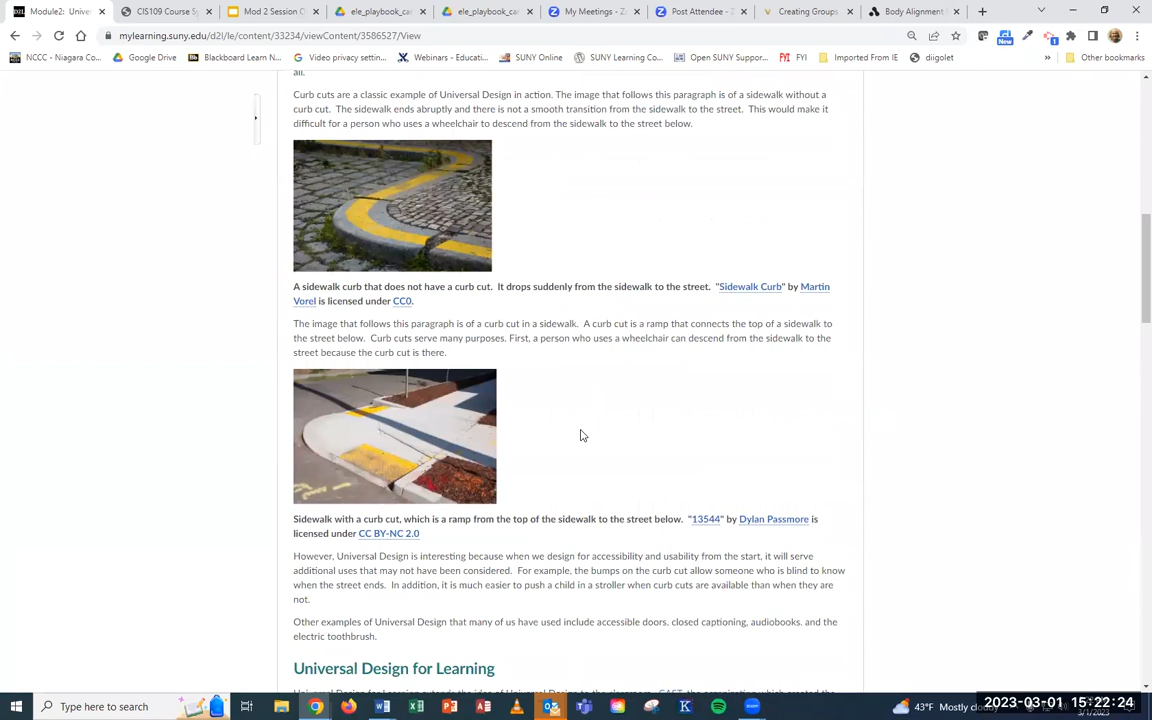 Module2: Unive
CIS109 Course Sy
Mod 2 Session O
ele_playbook_ca
ele_playbook_ca
My Meetings - Z
Post Attendee - Z
Creating Groups
Body Alignment
mylearning.suny.edu/d2l/le/content/33234/viewContent/3586527/View
NCCC - Niagara Co...
Google Drive
Blackboard Learn N...
Video privacy settin...
Webinars - Educati...
SUNY Online
SUNY Learning Co...
Open SUNY Suppor...
FYI
Imported From IE
diigolet
»
Other bookmarks
all.
Curb cuts are a classic example of Universal Design in action. The image that follows this paragraph is of a sidewalk without a
curb cut. The sidewalk ends abruptly and there is not a smooth transition from the sidewalk to the street. This would make it
difficult for a person who uses a wheelchair to descend from the sidewalk to the street below.
A sidewalk curb that does not have a curb cut. It drops suddenly from the sidewalk to the street. "Sidewalk Curb" by Martin
Vorel is licensed under CC0.
The image that follows this paragraph is of a curb cut in a sidewalk. A curb cut is a ramp that connects the top of a sidewalk to
the street below. Curb cuts serve many purposes. First, a person who uses a wheelchair can descend from the sidewalk to the
street because the curb cut is there.
Sidewalk with a curb cut, which is a ramp from the top of the sidewalk to the street below. "13544" by Dylan Passmore is
licensed under CC BY-NC 2.0
However, Universal Design is interesting because when we design for accessibility and usability from the start, it will serve
additional uses that may not have been considered. For example, the bumps on the curb cut allow someone who is blind to know
when the street ends. In addition, it is much easier to push a child in a stroller when curb cuts are available than when they are
not.
Other examples of Universal Design that many of us have used include accessible doors, closed captioning, audiobooks, and the
electric toothbrush.
Universal Design for Learning
Type here to search
43°F Mostly cloudy
2023-03-01 15:22:24